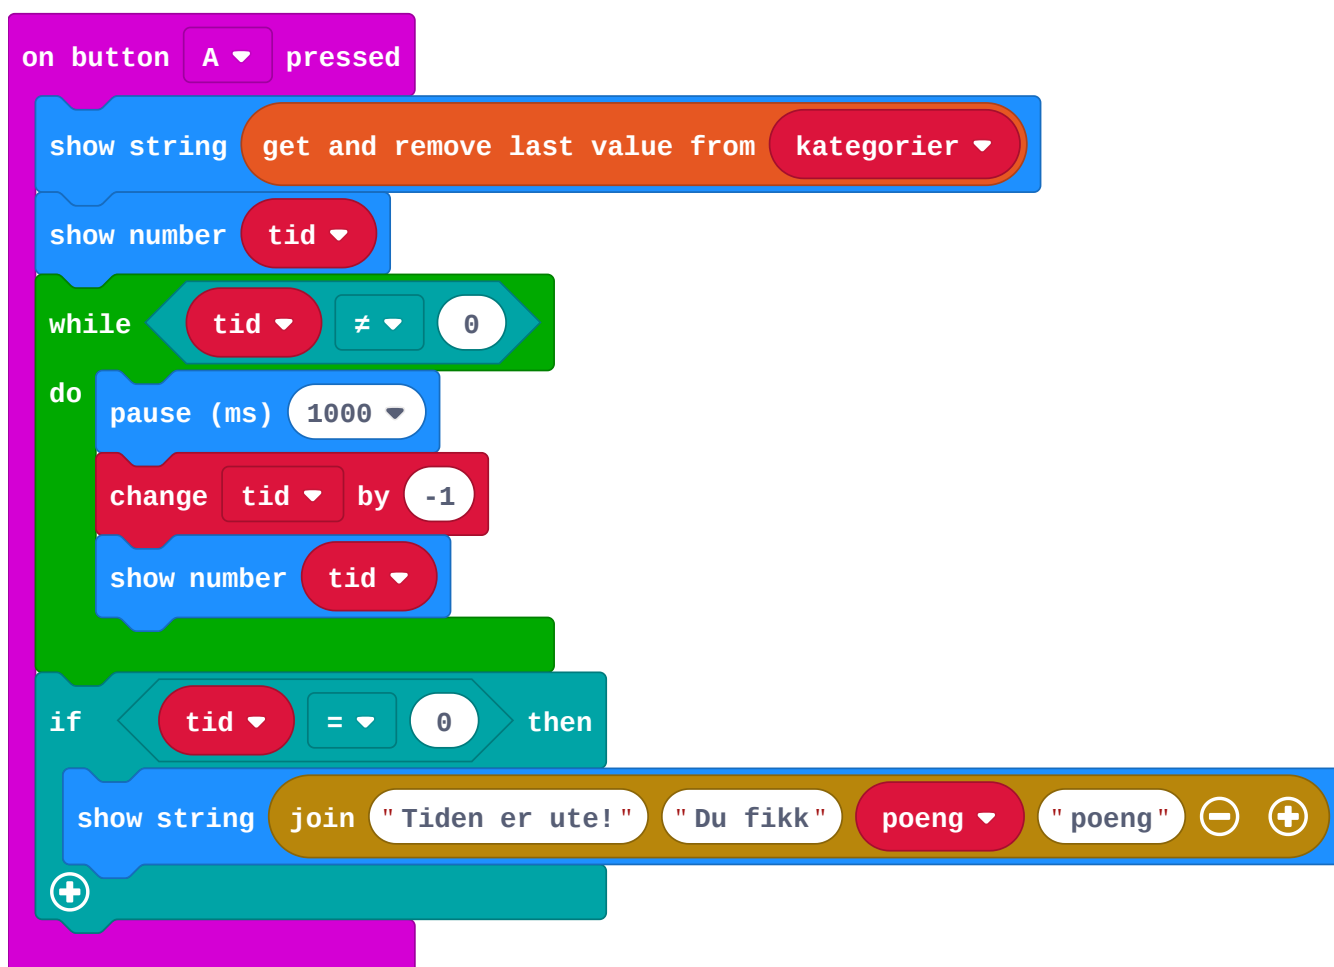 on button A pressed
show string get and remove last value from kategorier
show number tid
while tid ≠ 0
do
pause (ms) 1000
change tid by -1
show number tid
if tid = 0 then
show string join "Tiden er ute!" "Du fikk" poeng "poeng"